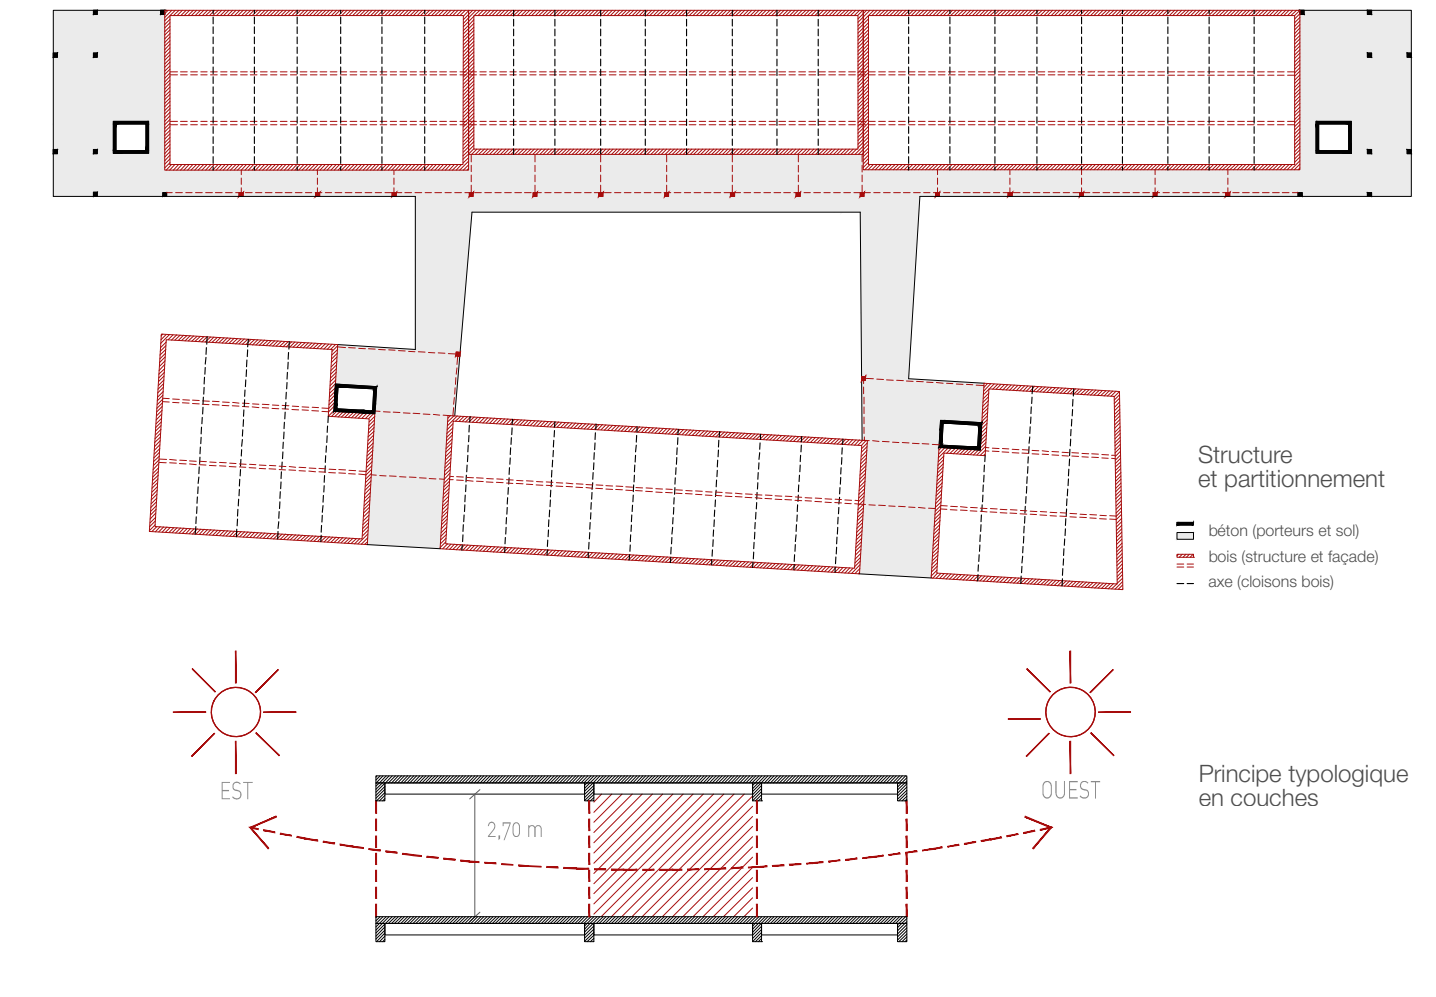 Structure
et partitionnement
béton (porteurs et sol)
bois (structure et façade)
axe (cloisons bois)
EST
OUEST
2,70 m
Principe typologique
en couches